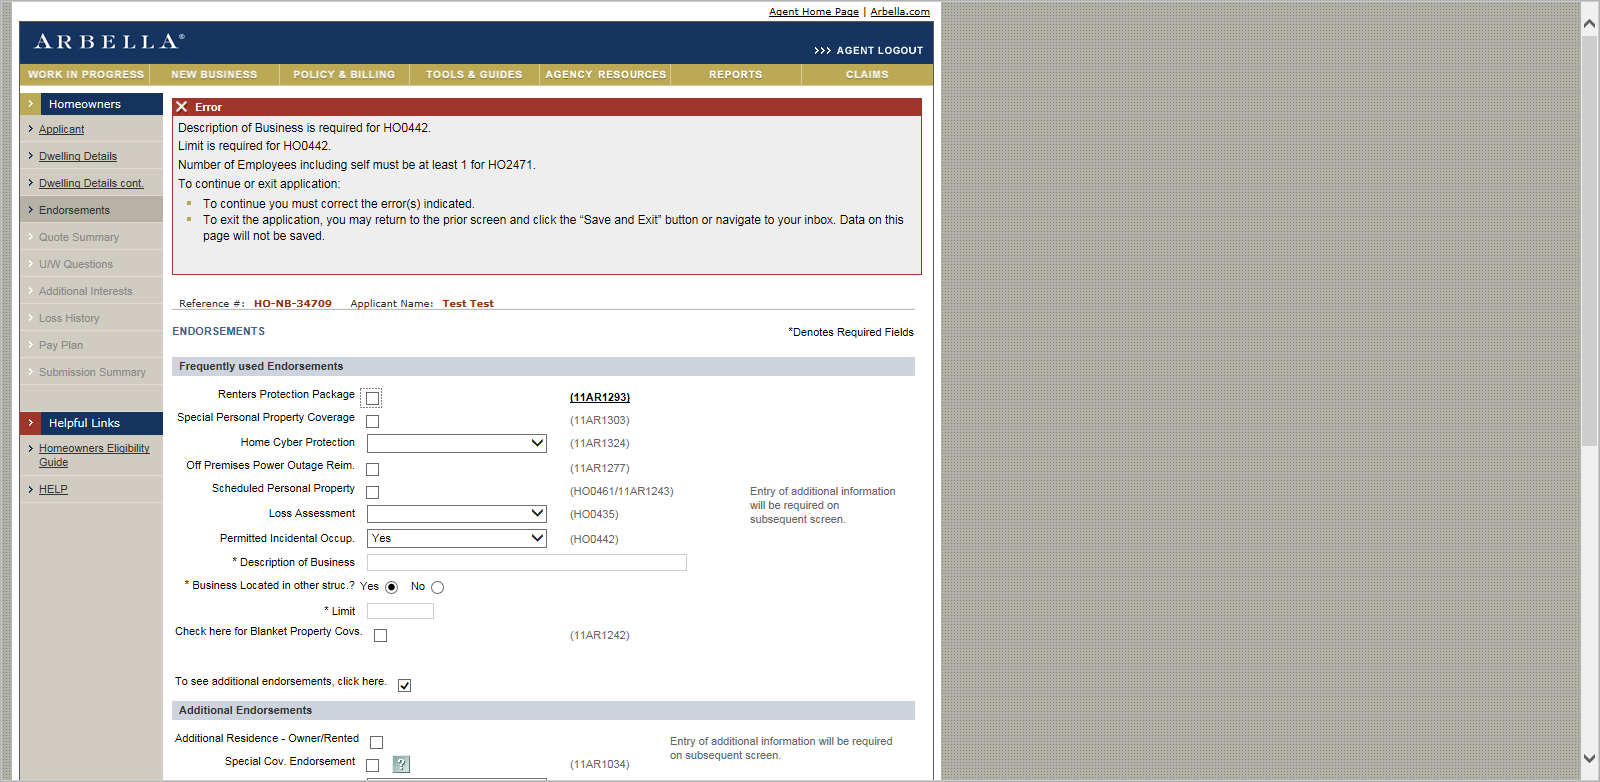 Agent Home Page | Arbella.com
ARBELLA®
>>> AGENT LOGOUT
WORK IN PROGRESS NEW BUSINESS POLICY & BILLING TOOLS & GUIDES AGENCY RESOURCES REPORTS CLAIMS
Homeowners
Applicant
Dwelling Details
Dwelling Details cont.
Endorsements
Quote Summary
U/W Questions
Additional Interests
Loss History
Pay Plan
Submission Summary
Helpful Links
Homeowners Eligibility
Guide
HELP
Error
Description of Business is required for HO0442.
Limit is required for HO0442.
Number of Employees including self must be at least 1 for HO2471.
To continue or exit application:
To continue you must correct the error(s) indicated.
To exit the application, you may return to the prior screen and click the “Save and Exit” button or navigate to your inbox. Data on this
page will not be saved.
Reference #: HO-NB-34709 Applicant Name: Test Test
ENDORSEMENTS
*Denotes Required Fields
Frequently used Endorsements
Renters Protection Package (11AR1293)
Special Personal Property Coverage (11AR1303)
Home Cyber Protection (11AR1324)
Off Premises Power Outage Reim. (11AR1277)
Scheduled Personal Property (HO0461/11AR1243) Entry of additional information
will be required on
subsequent screen.
Loss Assessment (HO0435)
Permitted Incidental Occup. Yes (HO0442)
* Description of Business
* Business Located in other struc.? Yes No
* Limit
Check here for Blanket Property Covs. (11AR1242)
To see additional endorsements, click here.
Additional Endorsements
Additional Residence - Owner/Rented Entry of additional information will be required
on subsequent screen.
Special Cov. Endorsement ? (11AR1034)